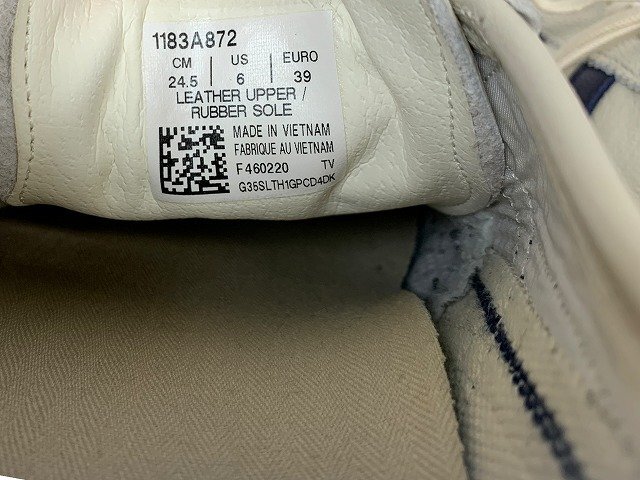 1183A872
CM | US | EURO
24.5 | 6 | 39
LEATHER UPPER /
RUBBER SOLE
MADE IN VIETNAM
FABRIQUE AU VIETNAM
F460220 TV
G35SLTH1GPCD4DK